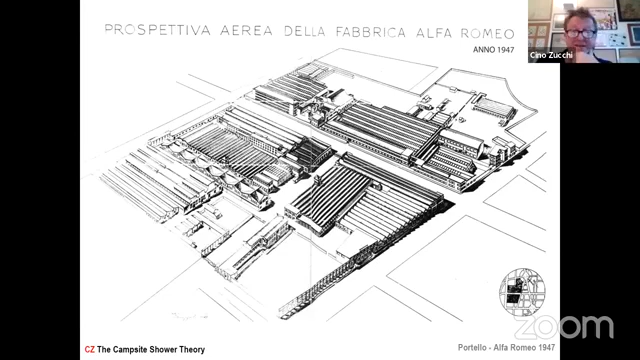 PROSPETTIVA AEREA DELLA FABBRICA ALFA ROMEO
ANNO 1947
Cino Zucchi
zoom
CZ The Campsite Shower Theory
Portello - Alfa Romeo 1947